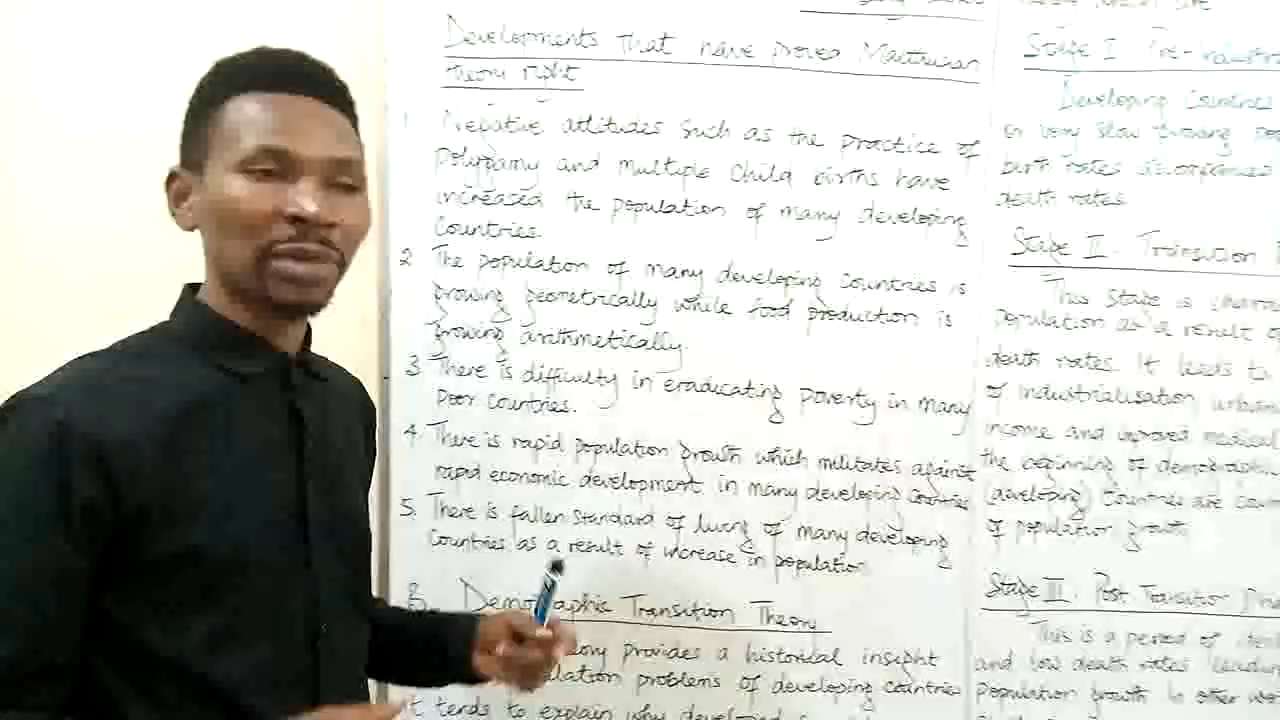 Developments that have proved Malthusian
theory right
1 Negative attitudes such as the practice of
polygamy and multiple child births have
increased the population of many developing
Countries.
2 The population of many developing countries is
growing geometrically while food production is
growing arithmetically.
3 There is difficulty in eradicating poverty in many
poor countries.
4. There is rapid population growth which militates against
rapid economic development in many developing countries
5. There is fallen standard of living of many developing
Countries as a result of increase in population
B. Demographic Transition Theory
provides a historical insight
problems of developing countries
tends to explain why
Stage I Pre-
Developing Countries
or very slow growing
birth rates
death rates
Stage II. Transition
This stage is
population as a result of
death rates. It leads to
of industrialisation,
income and improved medical
the beginning of
(developing) Countries are
of population growth
Stage III. Post Transition
This is a period of
and low death rates
Population growth. In other